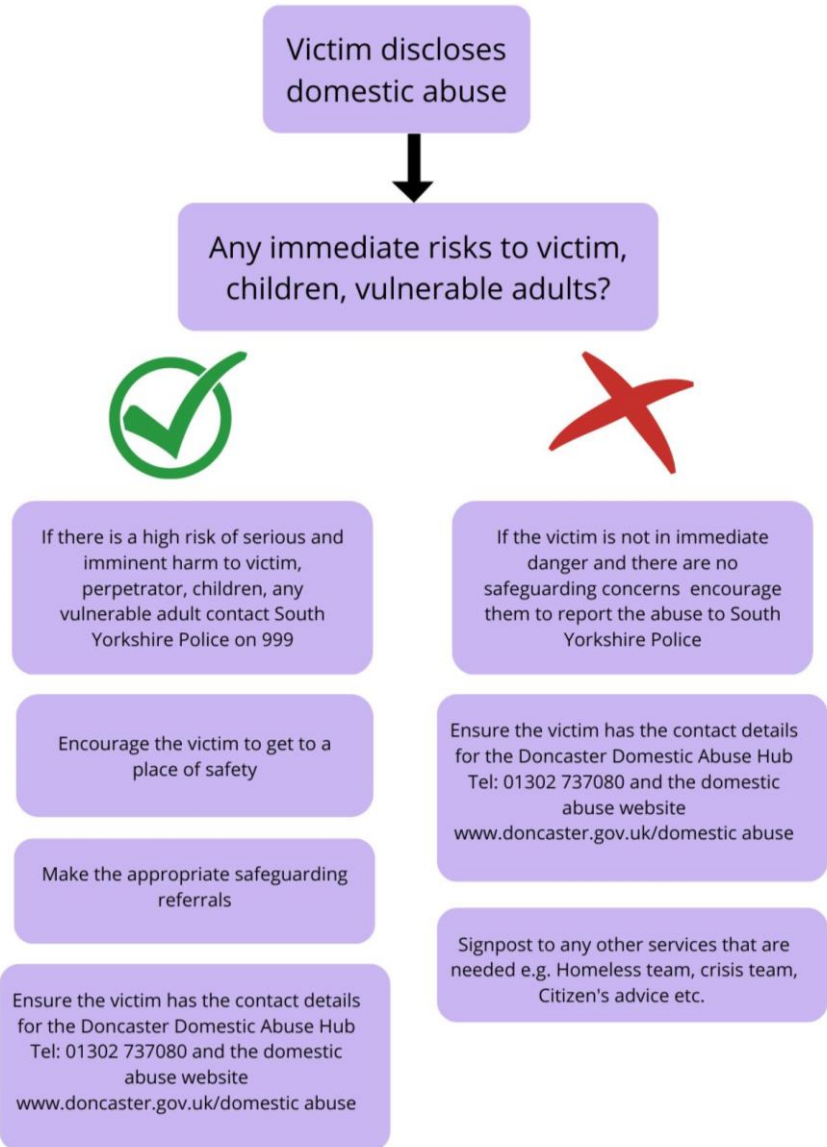 Victim discloses
domestic abuse
Any immediate risks to victim,
children, vulnerable adults?
If there is a high risk of serious and
imminent harm to victim,
perpetrator, children, any
vulnerable adult contact South
Yorkshire Police on 999
Encourage the victim to get to a
place of safety
Make the appropriate safeguarding
referrals
Ensure the victim has the contact details
for the Doncaster Domestic Abuse Hub
Tel: 01302 737080 and the domestic
abuse website
www.doncaster.gov.uk/domestic abuse
If the victim is not in immediate
danger and there are no
safeguarding concerns encourage
them to report the abuse to South
Yorkshire Police
Ensure the victim has the contact details
for the Doncaster Domestic Abuse Hub
Tel: 01302 737080 and the domestic
abuse website
www.doncaster.gov.uk/domestic abuse
Signpost to any other services that are
needed e.g. Homeless team, crisis team,
Citizen's advice etc.